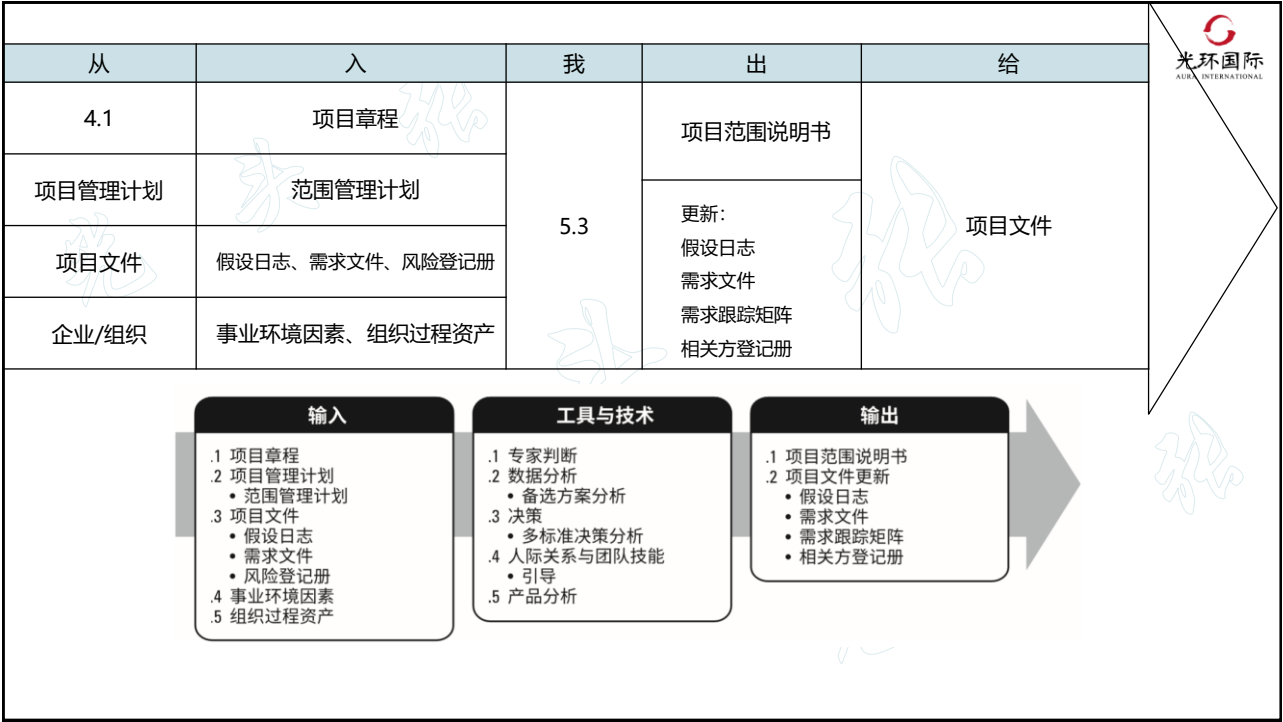 光环国际
AURA INTERNATIONAL
从 入 我 出 给
4.1 项目章程
项目范围说明书
项目管理计划 范围管理计划
5.3
项目文件
项目文件 假设日志、需求文件、风险登记册
企业/组织 事业环境因素、组织过程资产
更新：
假设日志
需求文件
需求跟踪矩阵
相关方登记册
输入
.1 项目章程
.2 项目管理计划
• 范围管理计划
.3 项目文件
• 假设日志
• 需求文件
• 风险登记册
.4 事业环境因素
.5 组织过程资产
工具与技术
.1 专家判断
.2 数据分析
• 备选方案分析
.3 决策
• 多标准决策分析
.4 人际关系与团队技能
• 引导
.5 产品分析
输出
.1 项目范围说明书
.2 项目文件更新
• 假设日志
• 需求文件
• 需求跟踪矩阵
• 相关方登记册